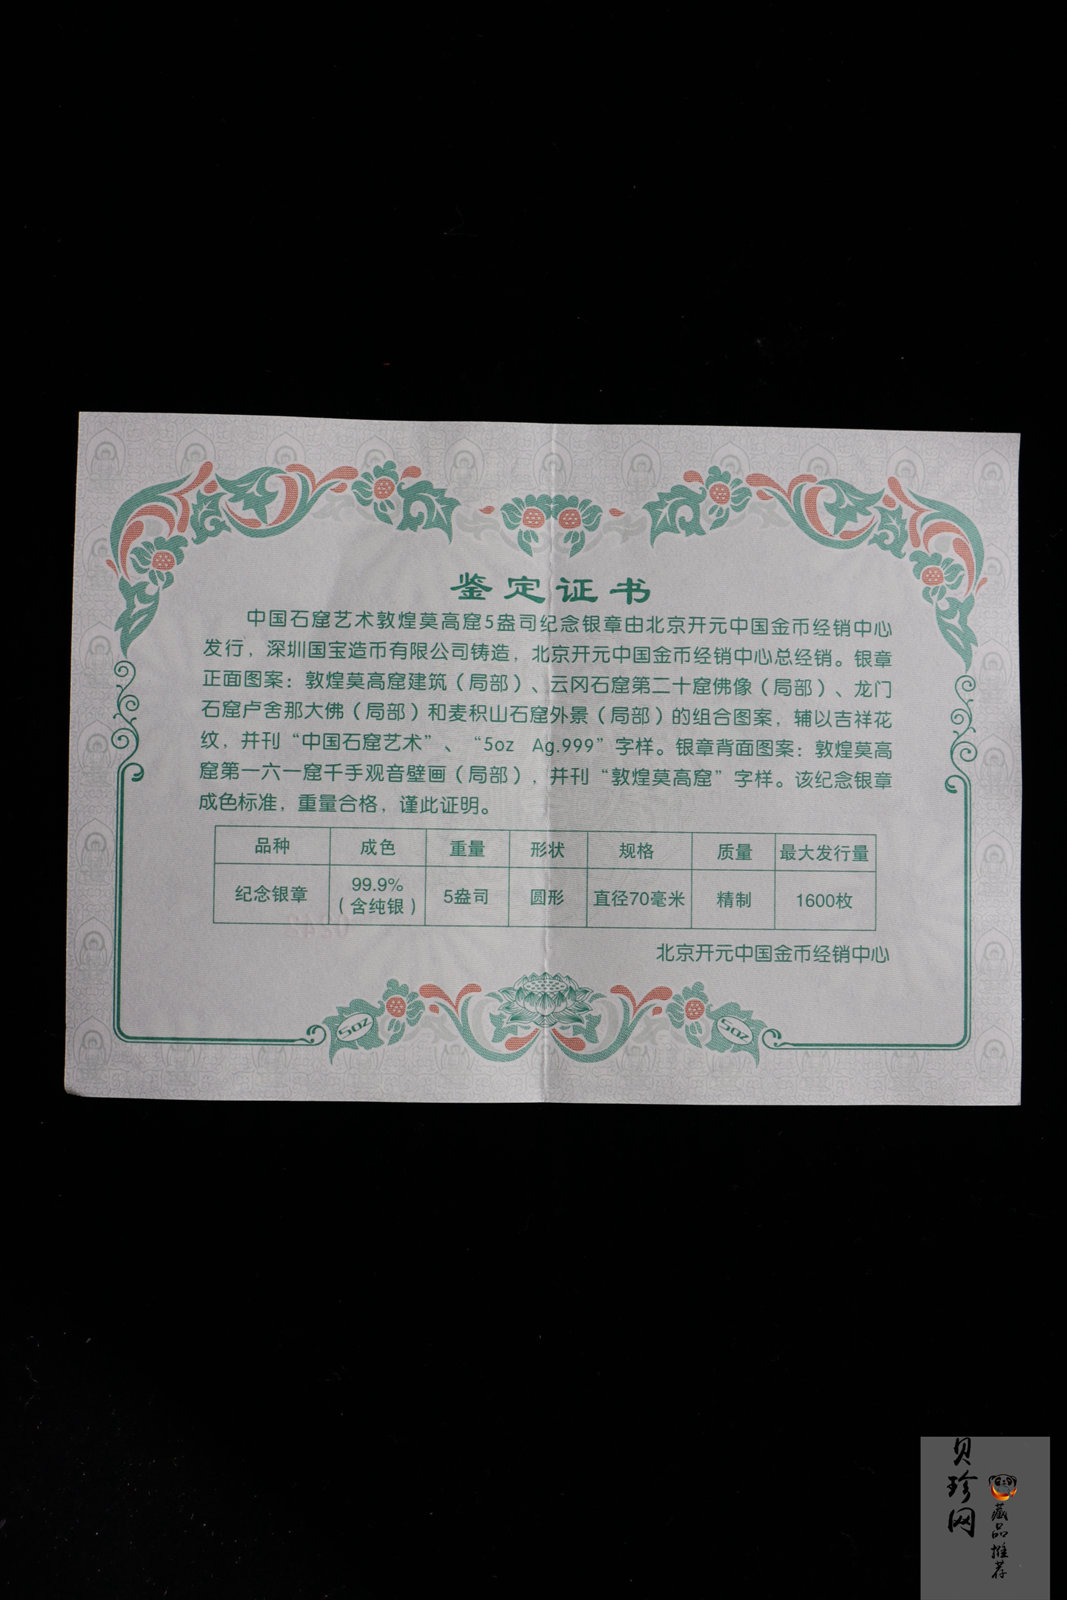 鉴定证书
中国石窟艺术敦煌莫高窟5盎司纪念银章由北京开元中国金币经销中心
发行，深圳国宝造币有限公司铸造，北京开元中国金币经销中心总经销。银章
正面图案：敦煌莫高窟建筑（局部）、云冈石窟第二十窟佛像（局部）、龙门
石窟卢舍那大佛（局部）和麦积山石窟外景（局部）的组合图案，辅以吉祥花
纹，并刊“中国石窟艺术”、“5oz Ag.999”字样。银章背面图案：敦煌莫高
窟第一六一窟千手观音壁画（局部），并刊“敦煌莫高窟”字样。该纪念银章
成色标准，重量合格，谨此证明。
品种 成色 重量 形状 规格 质量 最大发行量
纪念银章 99.9%（含纯银） 5盎司 圆形 直径70毫米 精制 1600枚
北京开元中国金币经销中心
5oz 5oz
贝珍网
藏品推荐